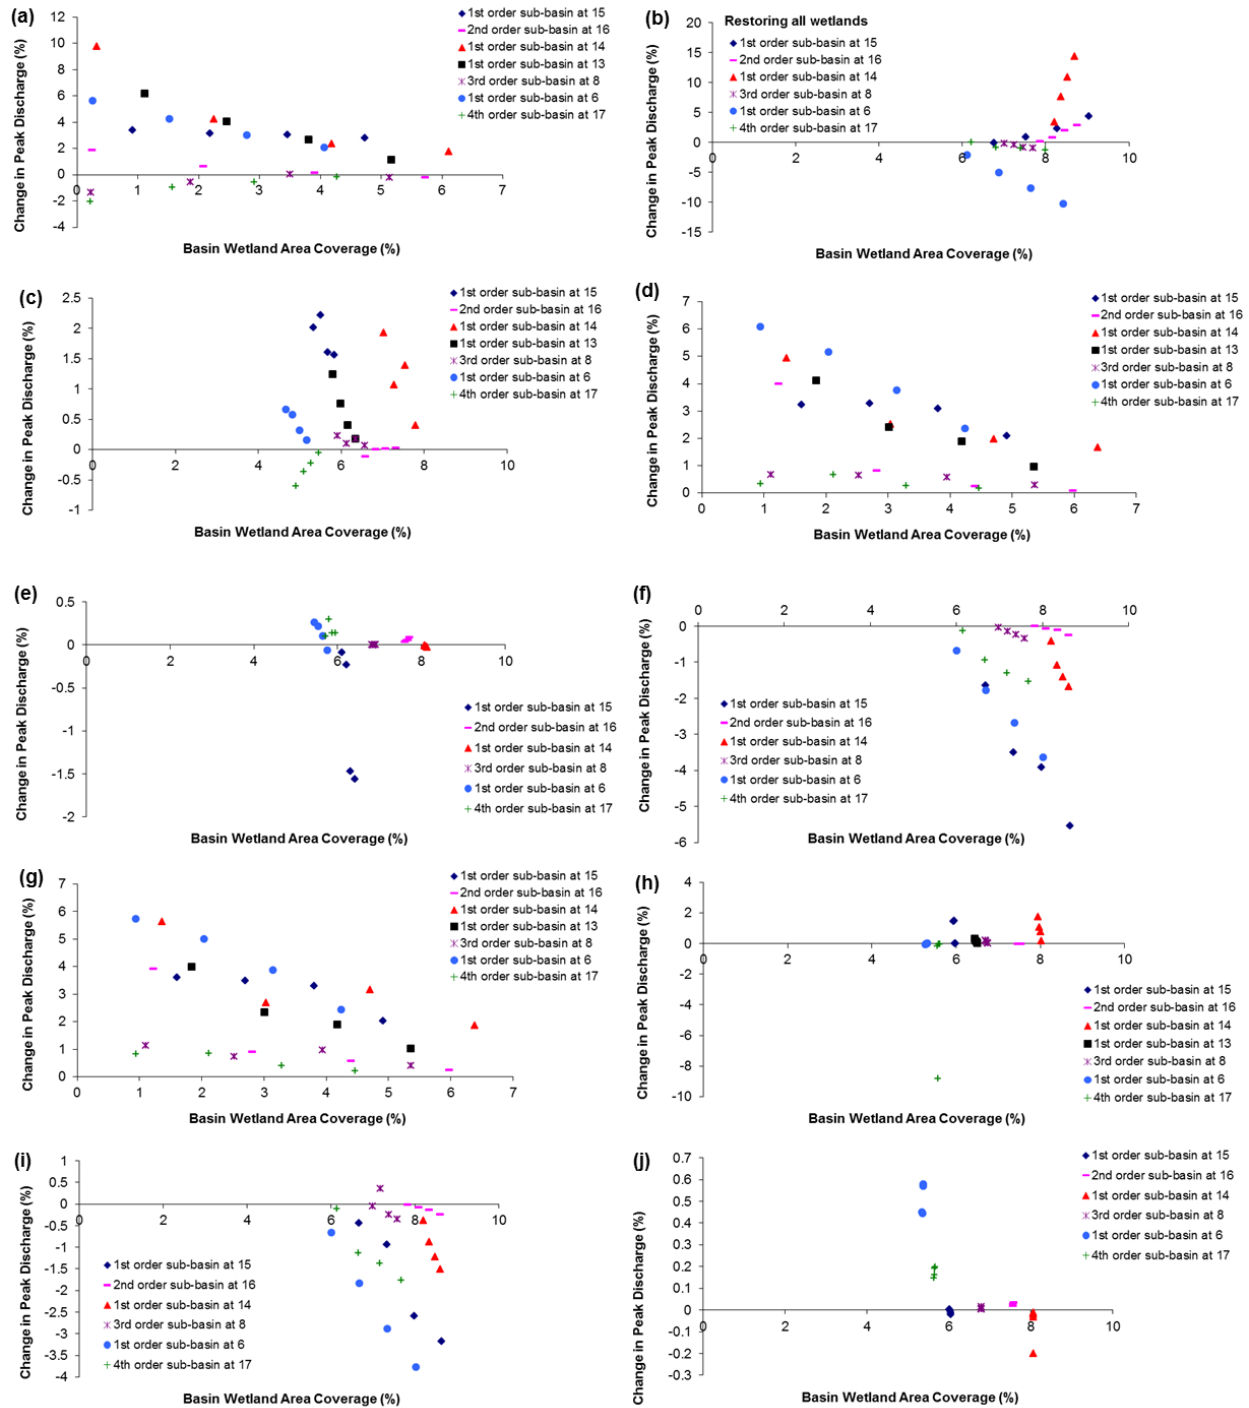 (a)
12
10
8
6
4
2
0
-2
-4
0
1
2
3
4
5
6
7
Change in Peak Discharge (%)
Basin Wetland Area Coverage (%)
1st order sub-basin at 15
2nd order sub-basin at 16
1st order sub-basin at 14
1st order sub-basin at 13
3rd order sub-basin at 8
1st order sub-basin at 6
4th order sub-basin at 17
(b)
Restoring all wetlands
20
15
10
5
0
-5
-10
-15
0
2
4
6
8
10
Change in Peak Discharge (%)
Basin Wetland Area Coverage (%)
1st order sub-basin at 15
2nd order sub-basin at 16
1st order sub-basin at 14
3rd order sub-basin at 8
1st order sub-basin at 6
4th order sub-basin at 17
(c)
2.5
2
1.5
1
0.5
0
-0.5
-1
0
2
4
6
8
10
Change in Peak Discharge (%)
Basin Wetland Area Coverage (%)
1st order sub-basin at 15
2nd order sub-basin at 16
1st order sub-basin at 14
1st order sub-basin at 13
3rd order sub-basin at 8
1st order sub-basin at 6
4th order sub-basin at 17
(d)
7
6
5
4
3
2
1
0
0
1
2
3
4
5
6
7
Change in Peak Discharge (%)
Basin Wetland Area Coverage (%)
1st order sub-basin at 15
2nd order sub-basin at 16
1st order sub-basin at 14
1st order sub-basin at 13
3rd order sub-basin at 8
1st order sub-basin at 6
4th order sub-basin at 17
(e)
0.5
0
-0.5
-1
-1.5
-2
0
2
4
6
8
10
Change in Peak Discharge (%)
Basin Wetland Area Coverage (%)
1st order sub-basin at 15
2nd order sub-basin at 16
1st order sub-basin at 14
3rd order sub-basin at 8
1st order sub-basin at 6
4th order sub-basin at 17
(f)
0
2
4
6
8
10
0
-1
-2
-3
-4
-5
-6
Change in Peak Discharge (%)
Basin Wetland Area Coverage (%)
1st order sub-basin at 15
2nd order sub-basin at 16
1st order sub-basin at 14
3rd order sub-basin at 8
1st order sub-basin at 6
4th order sub-basin at 17
(g)
7
6
5
4
3
2
1
0
0
1
2
3
4
5
6
7
Change in Peak Discharge (%)
Basin Wetland Area Coverage (%)
1st order sub-basin at 15
2nd order sub-basin at 16
1st order sub-basin at 14
1st order sub-basin at 13
3rd order sub-basin at 8
1st order sub-basin at 6
4th order sub-basin at 17
(h)
4
2
0
-2
-4
-6
-8
-10
0
2
4
6
8
10
Change in Peak Discharge (%)
Basin Wetland Area Coverage (%)
1st order sub-basin at 15
2nd order sub-basin at 16
1st order sub-basin at 14
1st order sub-basin at 13
3rd order sub-basin at 8
1st order sub-basin at 6
4th order sub-basin at 17
(i)
1
0.5
0
-0.5
-1
-1.5
-2
-2.5
-3
-3.5
-4
0
2
4
6
8
10
Change in Peak Discharge (%)
Basin Wetland Area Coverage (%)
1st order sub-basin at 15
2nd order sub-basin at 16
1st order sub-basin at 14
3rd order sub-basin at 8
1st order sub-basin at 6
4th order sub-basin at 17
(j)
0.7
0.6
0.5
0.4
0.3
0.2
0.1
0
-0.1
-0.2
-0.3
0
2
4
6
8
10
Change in Peak Discharge (%)
Basin Wetland Area Coverage (%)
1st order sub-basin at 15
2nd order sub-basin at 16
1st order sub-basin at 14
3rd order sub-basin at 8
1st order sub-basin at 6
4th order sub-basin at 17